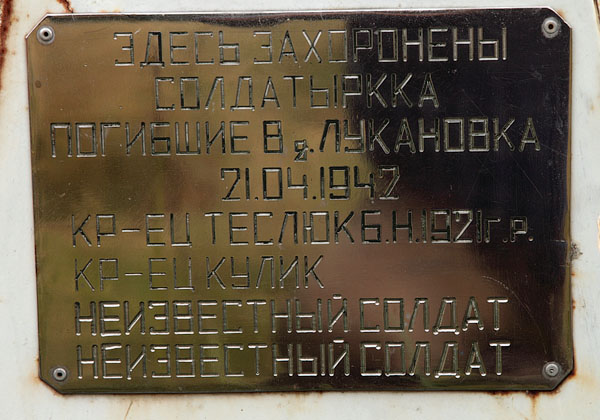 ЗДЕСЬ ЗАХОРОНЕНЫ
СОЛДАТЫ РККА
ПОГИБШИЕ В д. ЛУКАНОВКА
21.04.1942
КР-ЕЦ ТЕСЛЮК Б.Н. 1921г.р.
КР-ЕЦ КУЛИК
НЕИЗВЕСТНЫЙ СОЛДАТ
НЕИЗВЕСТНЫЙ СОЛДАТ